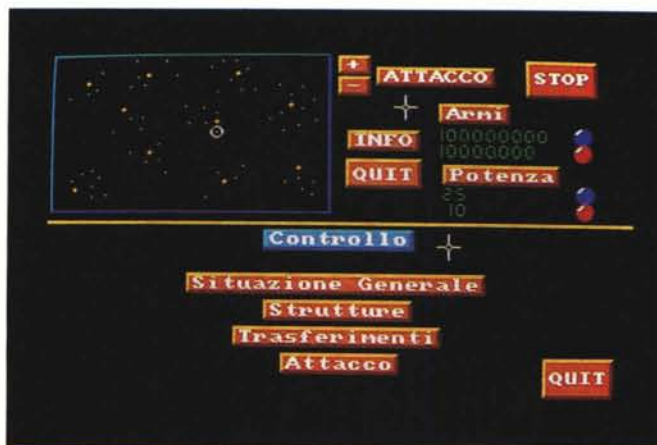 +
-
ATTACCO
STOP
Armi
INFO
100000000
10000000
QUIT
Potenza
25
10
Controllo
Situazione Generale
Strutture
Trasferimenti
Attacco
QUIT